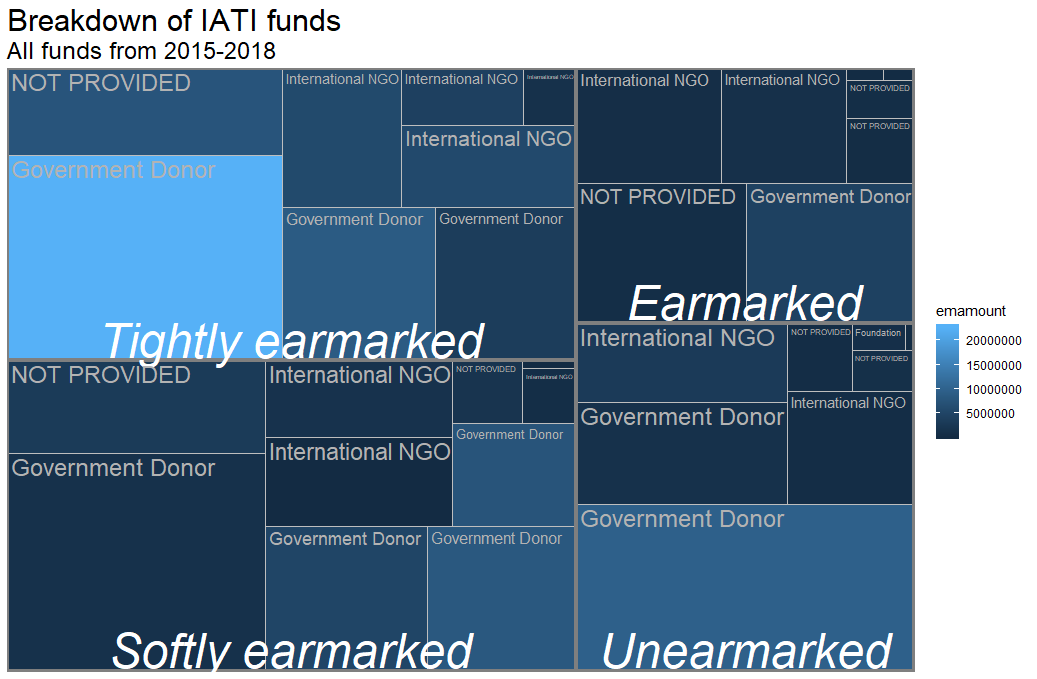 Breakdown of IATI funds
All funds from 2015-2018
NOT PROVIDED
International NGO
International NGO
International NGO
International NGO
Government Donor
Government Donor
Government Donor
Tightly earmarked
International NGO
International NGO
NOT PROVIDED
NOT PROVIDED
NOT PROVIDED
Government Donor
Earmarked
NOT PROVIDED
International NGO
NOT PROVIDED
International NGO
International NGO
Government Donor
Government Donor
Government Donor
Government Donor
Softly earmarked
International NGO
NOT PROVIDED
Foundation
NOT PROVIDED
Government Donor
International NGO
Government Donor
Unearmarked
emamount
20000000
15000000
10000000
5000000